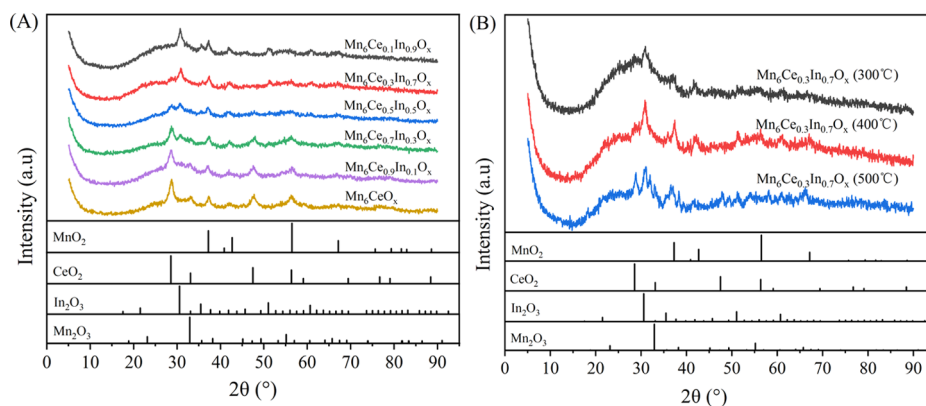 (A)
Mn₆Ce₀.₁In₀.₉Oₓ
Mn₆Ce₀.₃In₀.₇Oₓ
Mn₆Ce₀.₅In₀.₅Oₓ
Mn₆Ce₀.₇In₀.₃Oₓ
Mn₆Ce₀.₉In₀.₁Oₓ
Mn₆CeOₓ
MnO₂
CeO₂
In₂O₃
Mn₂O₃
Intensity (a.u)
0 10 20 30 40 50 60 70 80 90
2θ (°)
(B)
Mn₆Ce₀.₃In₀.₇Oₓ (300℃)
Mn₆Ce₀.₃In₀.₇Oₓ (400℃)
Mn₆Ce₀.₃In₀.₇Oₓ (500℃)
MnO₂
CeO₂
In₂O₃
Mn₂O₃
Intensity (a.u)
0 10 20 30 40 50 60 70 80 90
2θ (°)